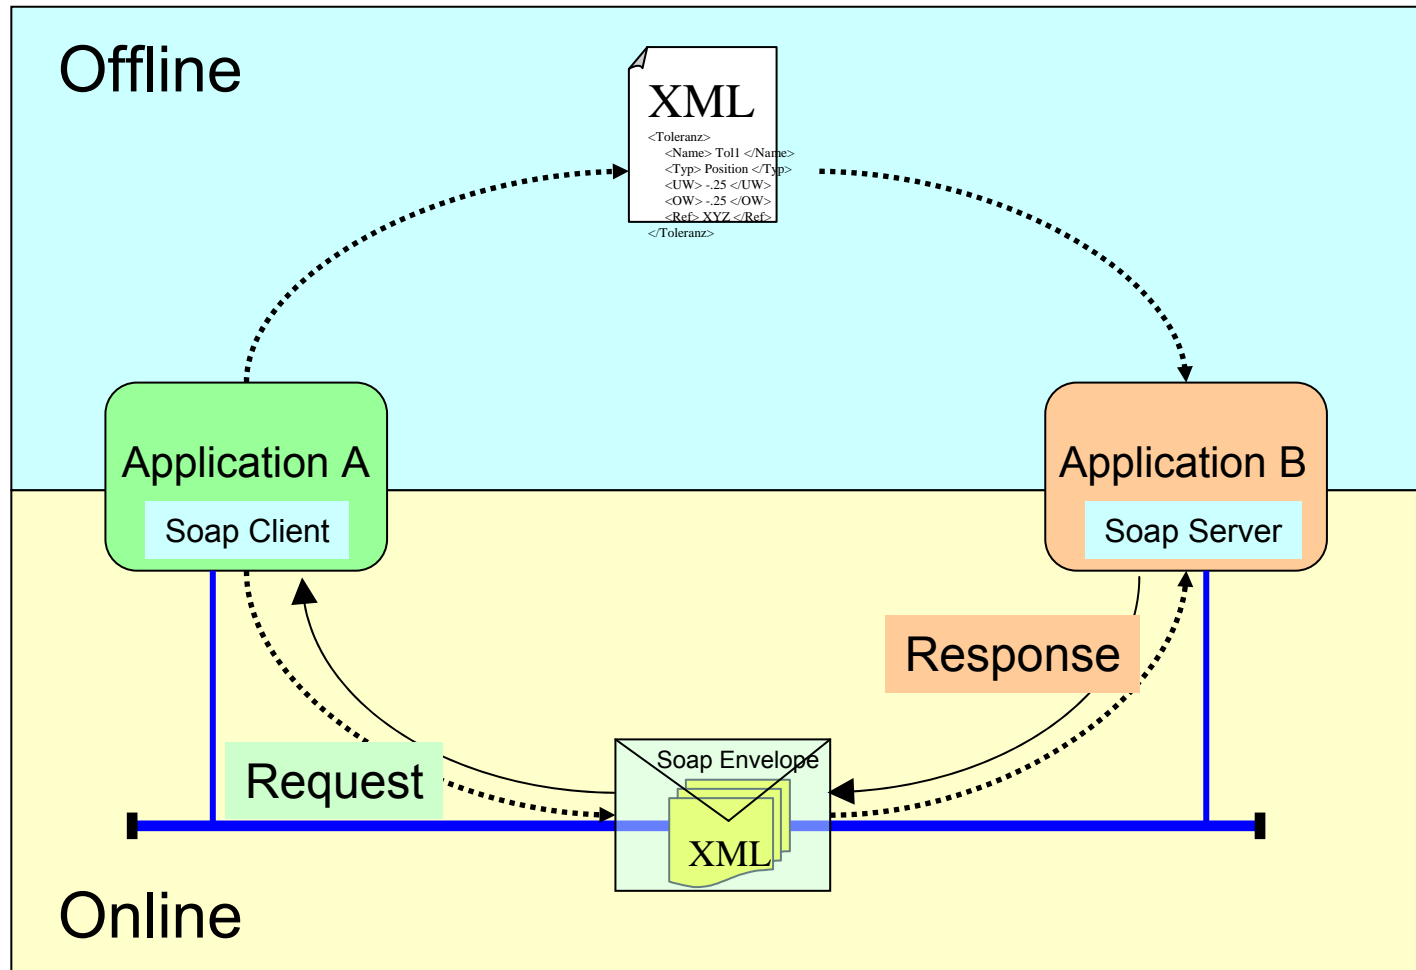 Offline
XML
<Toleranz>
<Name> Tol1 </Name>
<Typ> Position </Typ>
<UW> -.25 </UW>
<OW> -.25 </OW>
<Ref> XYZ </Ref>
</Toleranz>
Application A
Soap Client
Application B
Soap Server
Response
Request
Soap Envelope
XML
Online